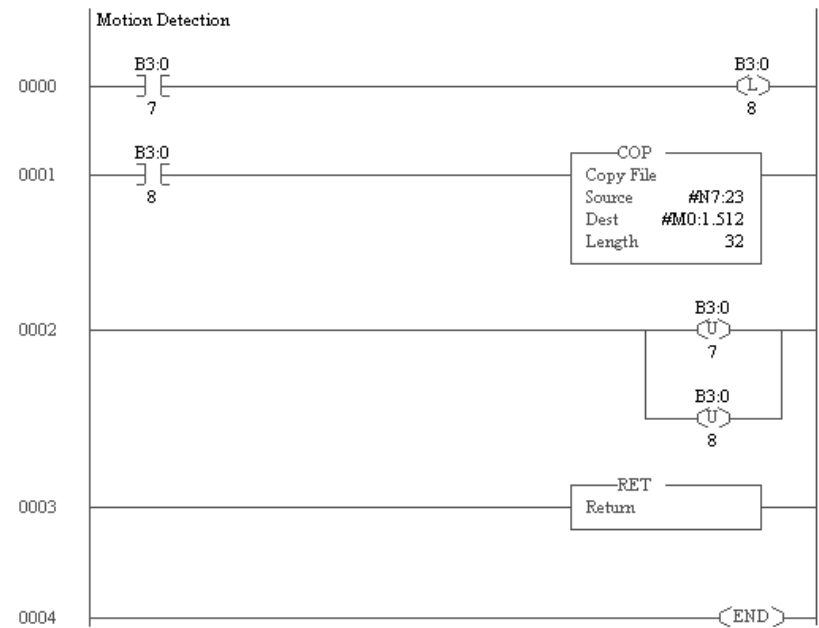 Motion Detection
B3:0
B3:0
0000
L
7
8
B3:0
COP
0001
Copy File
8
Source #N7:23
Dest #M0:1.512
Length 32
B3:0
0002
U
7
B3:0
U
8
RET
0003
Return
0004
END